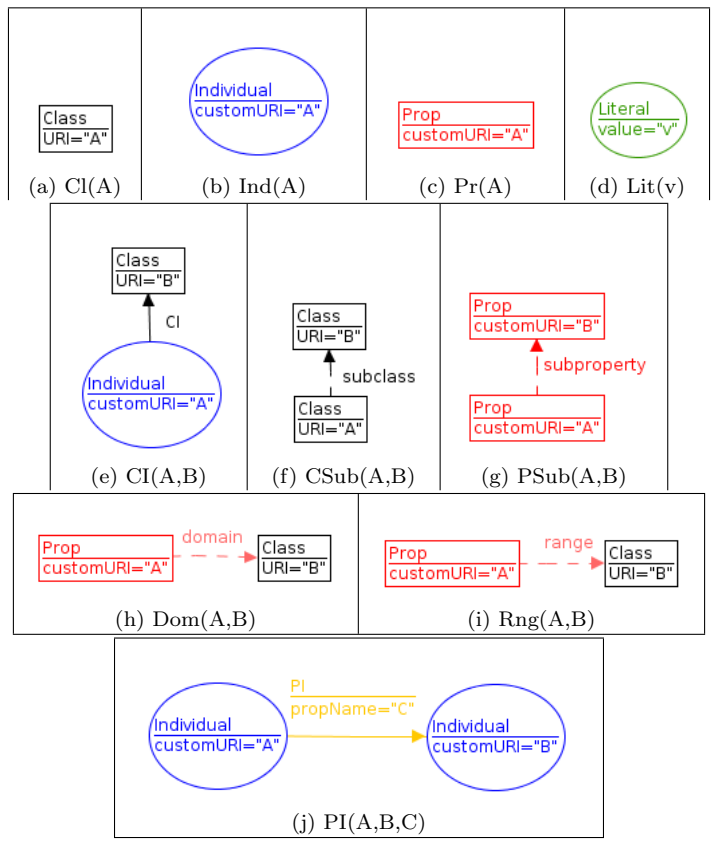 Class
URI="A"
(a) Cl(A)
Individual
customURI="A"
(b) Ind(A)
Prop
customURI="A"
(c) Pr(A)
Literal
value="v"
(d) Lit(v)
Class
URI="B"
CI
Individual
customURI="A"
(e) CI(A,B)
Class
URI="B"
subclass
Class
URI="A"
(f) CSub(A,B)
Prop
customURI="B"
subproperty
Prop
customURI="A"
(g) PSub(A,B)
Prop
customURI="A"
domain
Class
URI="B"
(h) Dom(A,B)
Prop
customURI="A"
range
Class
URI="B"
(i) Rng(A,B)
Individual
customURI="A"
PI
propName="C"
Individual
customURI="B"
(j) PI(A,B,C)